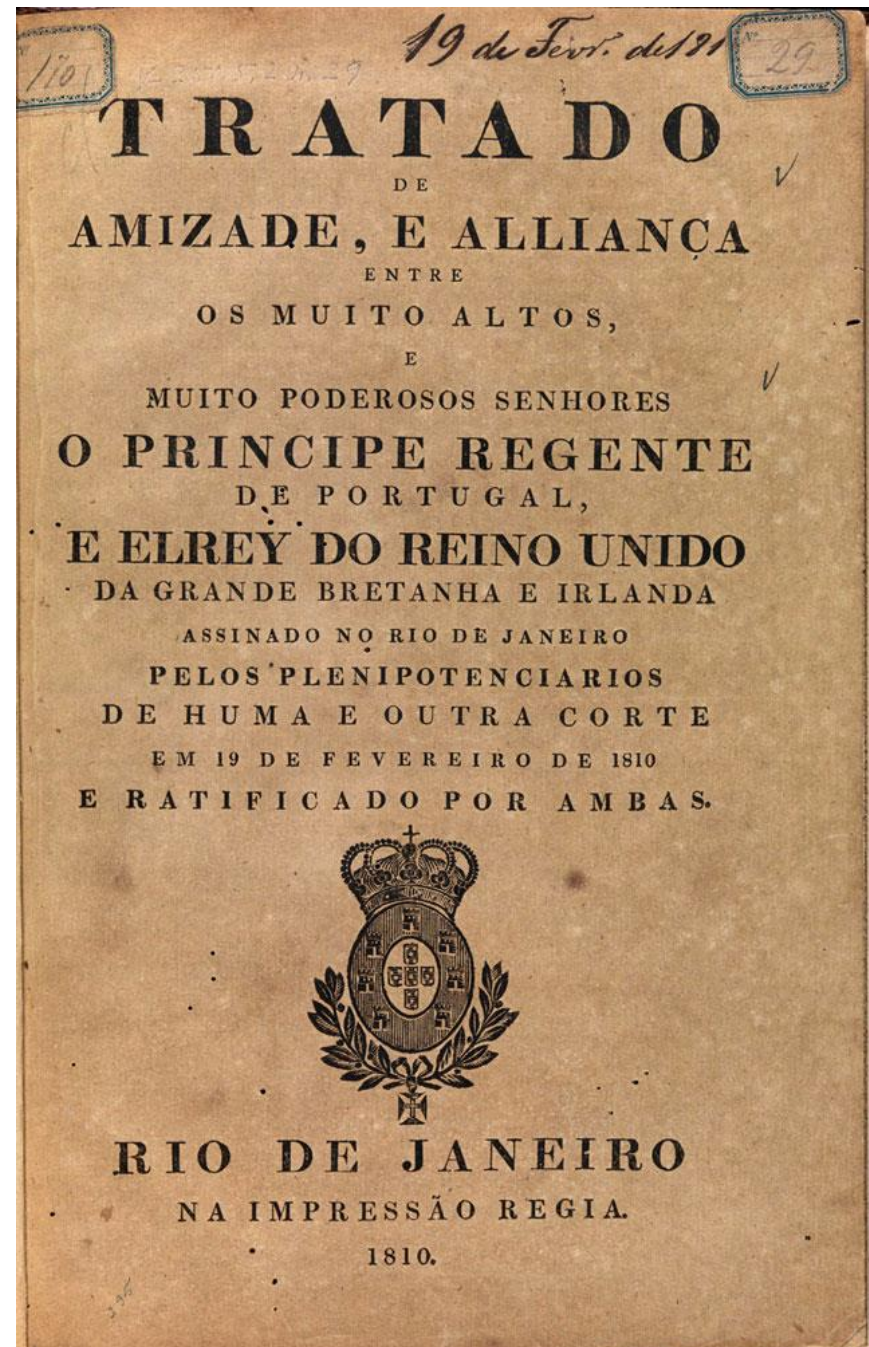 19 de Fevr. de 181
Nº
29
TRATADO
DE
AMIZADE, E ALLIANÇA
ENTRE
OS MUITO ALTOS,
E
MUITO PODEROSOS SENHORES
O PRINCIPE REGENTE
DE PORTUGAL,
E ELREY DO REINO UNIDO
DA GRANDE BRETANHA E IRLANDA
ASSINADO NO RIO DE JANEIRO
PELOS PLENIPOTENCIARIOS
DE HUMA E OUTRA CORTE
EM 19 DE FEVEREIRO DE 1810
E RATIFICADO POR AMBAS.
RIO DE JANEIRO
NA IMPRESSÃO REGIA.
1810.